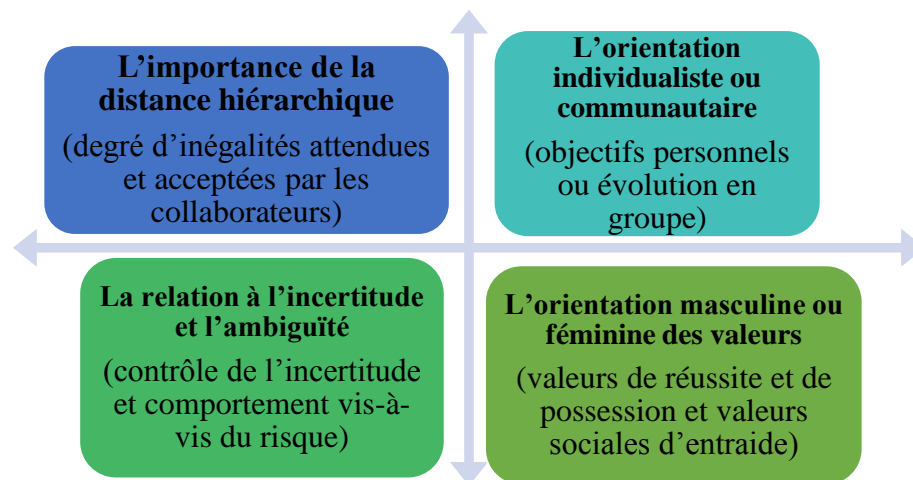 L’importance de la
distance hiérarchique
(degré d’inégalités attendues
et acceptées par les
collaborateurs)
L’orientation
individualiste ou
communautaire
(objectifs personnels
ou évolution en
groupe)
La relation à l’incertitude
et l’ambiguïté
(contrôle de l’incertitude
et comportement vis-à-
vis du risque)
L’orientation masculine ou
féminine des valeurs
(valeurs de réussite et de
possession et valeurs
sociales d’entraide)